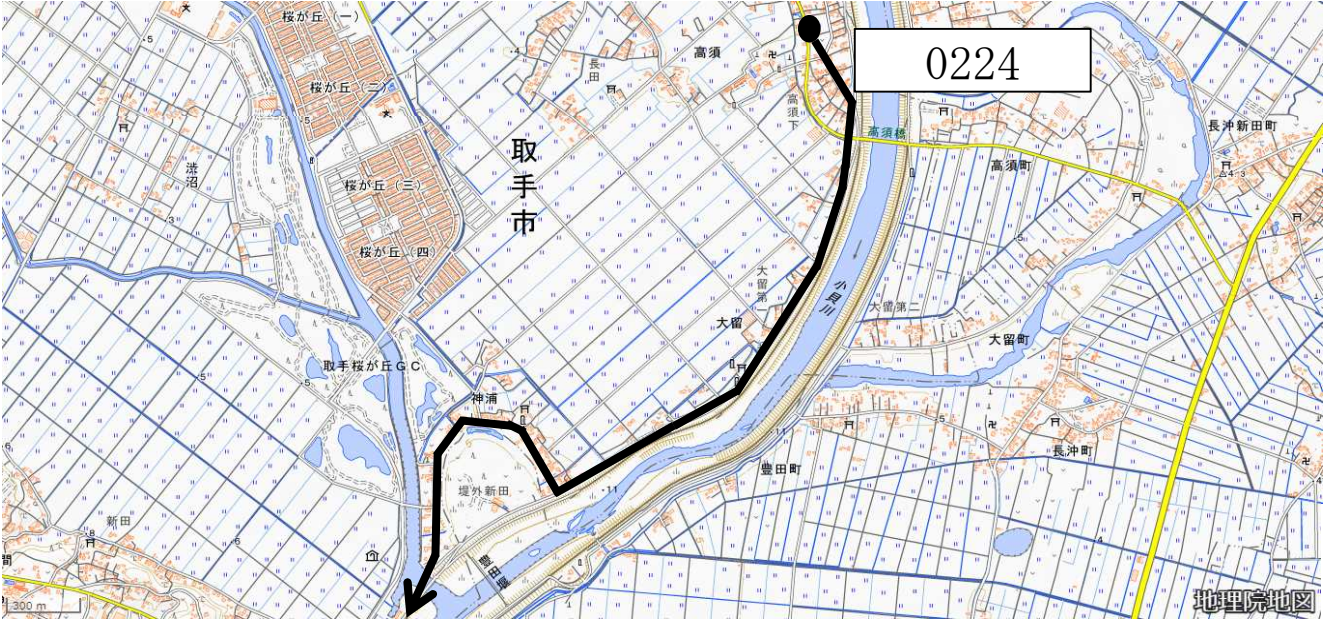 桜が丘（一）
高須
0224
桜が丘（二）
長田
高須下
高須橋
長沖新田町
取手市
渋沼
桜が丘（三）
高須町
桜が丘（四）
大留第一
小貝川
大留第二
大留
大留町
取手桜が丘ＧＣ
神浦
長沖町
豊田町
堤外新田
新田
豊田堰
間
300 m
地理院地図